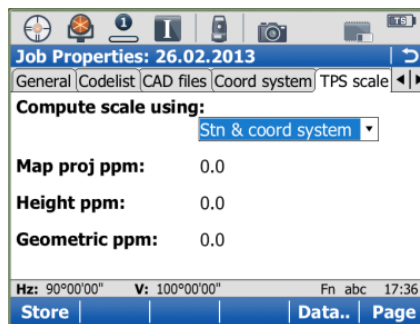 1 I TS
Job Properties: 26.02.2013
General Codelist CAD files Coord system TPS scale
Compute scale using:
Stn & coord system
Map proj ppm: 0.0
Height ppm: 0.0
Geometric ppm: 0.0
Hz: 90°00'00" V: 100°00'00" Fn abc 17:36
Store Data.. Page